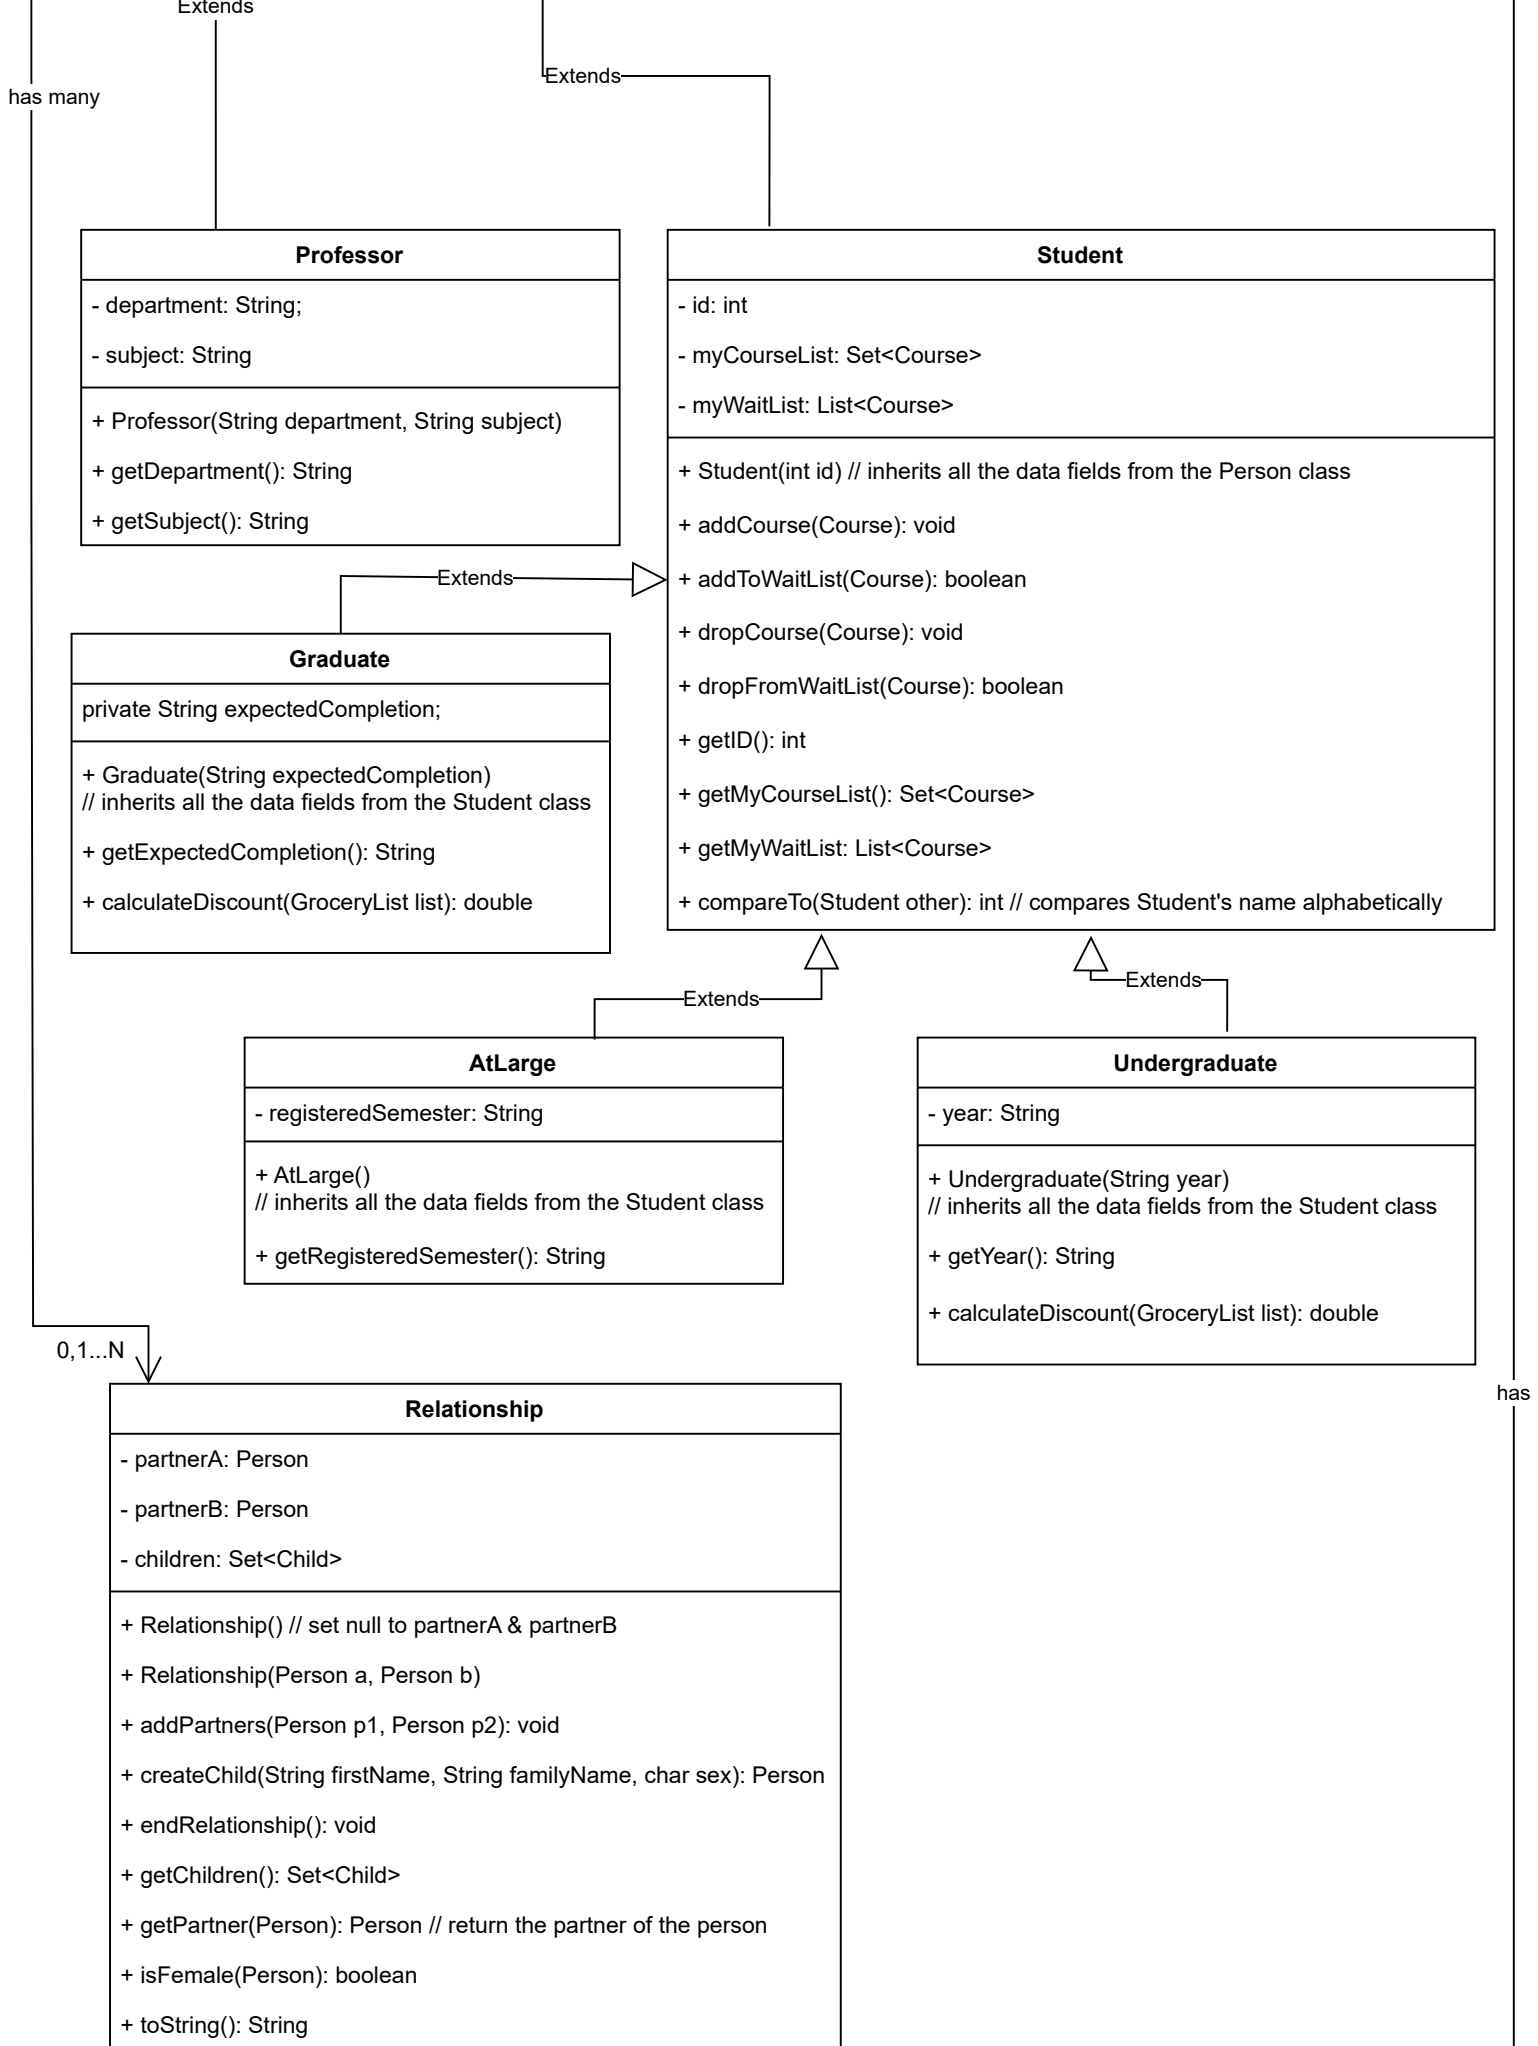 Extends
Extends
has many
Professor
- department: String;
- subject: String
+ Professor(String department, String subject)
+ getDepartment(): String
+ getSubject(): String
Student
- id: int
- myCourseList: Set<Course>
- myWaitList: List<Course>
+ Student(int id) // inherits all the data fields from the Person class
+ addCourse(Course): void
+ addToWaitList(Course): boolean
+ dropCourse(Course): void
+ dropFromWaitList(Course): boolean
+ getID(): int
+ getMyCourseList(): Set<Course>
+ getMyWaitList: List<Course>
+ compareTo(Student other): int // compares Student's name alphabetically
Extends
Graduate
private String expectedCompletion;
+ Graduate(String expectedCompletion)
// inherits all the data fields from the Student class
+ getExpectedCompletion(): String
+ calculateDiscount(GroceryList list): double
Extends
Extends
AtLarge
- registeredSemester: String
+ AtLarge()
// inherits all the data fields from the Student class
+ getRegisteredSemester(): String
Undergraduate
- year: String
+ Undergraduate(String year)
// inherits all the data fields from the Student class
+ getYear(): String
+ calculateDiscount(GroceryList list): double
0,1...N
has
Relationship
- partnerA: Person
- partnerB: Person
- children: Set<Child>
+ Relationship() // set null to partnerA & partnerB
+ Relationship(Person a, Person b)
+ addPartners(Person p1, Person p2): void
+ createChild(String firstName, String familyName, char sex): Person
+ endRelationship(): void
+ getChildren(): Set<Child>
+ getPartner(Person): Person // return the partner of the person
+ isFemale(Person): boolean
+ toString(): String